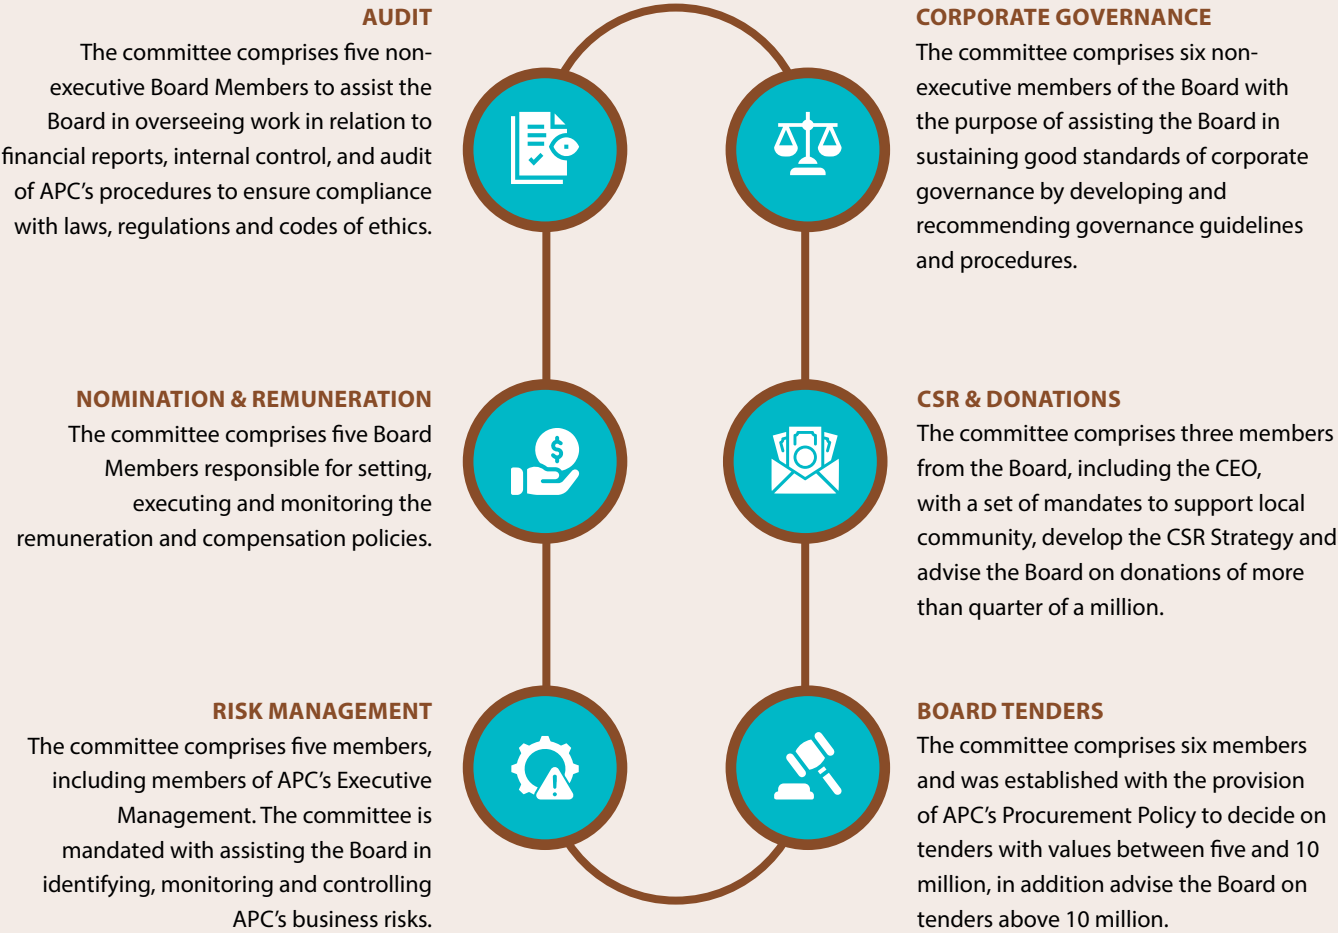 AUDIT
The committee comprises five non-
executive Board Members to assist the
Board in overseeing work in relation to
financial reports, internal control, and audit
of APC’s procedures to ensure compliance
with laws, regulations and codes of ethics.
CORPORATE GOVERNANCE
The committee comprises six non-
executive members of the Board with
the purpose of assisting the Board in
sustaining good standards of corporate
governance by developing and
recommending governance guidelines
and procedures.
NOMINATION & REMUNERATION
The committee comprises five Board
Members responsible for setting,
executing and monitoring the
remuneration and compensation policies.
$
CSR & DONATIONS
The committee comprises three members
from the Board, including the CEO,
with a set of mandates to support local
community, develop the CSR Strategy and
advise the Board on donations of more
than quarter of a million.
RISK MANAGEMENT
The committee comprises five members,
including members of APC’s Executive
Management. The committee is
mandated with assisting the Board in
identifying, monitoring and controlling
APC’s business risks.
BOARD TENDERS
The committee comprises six members
and was established with the provision
of APC’s Procurement Policy to decide on
tenders with values between five and 10
million, in addition advise the Board on
tenders above 10 million.